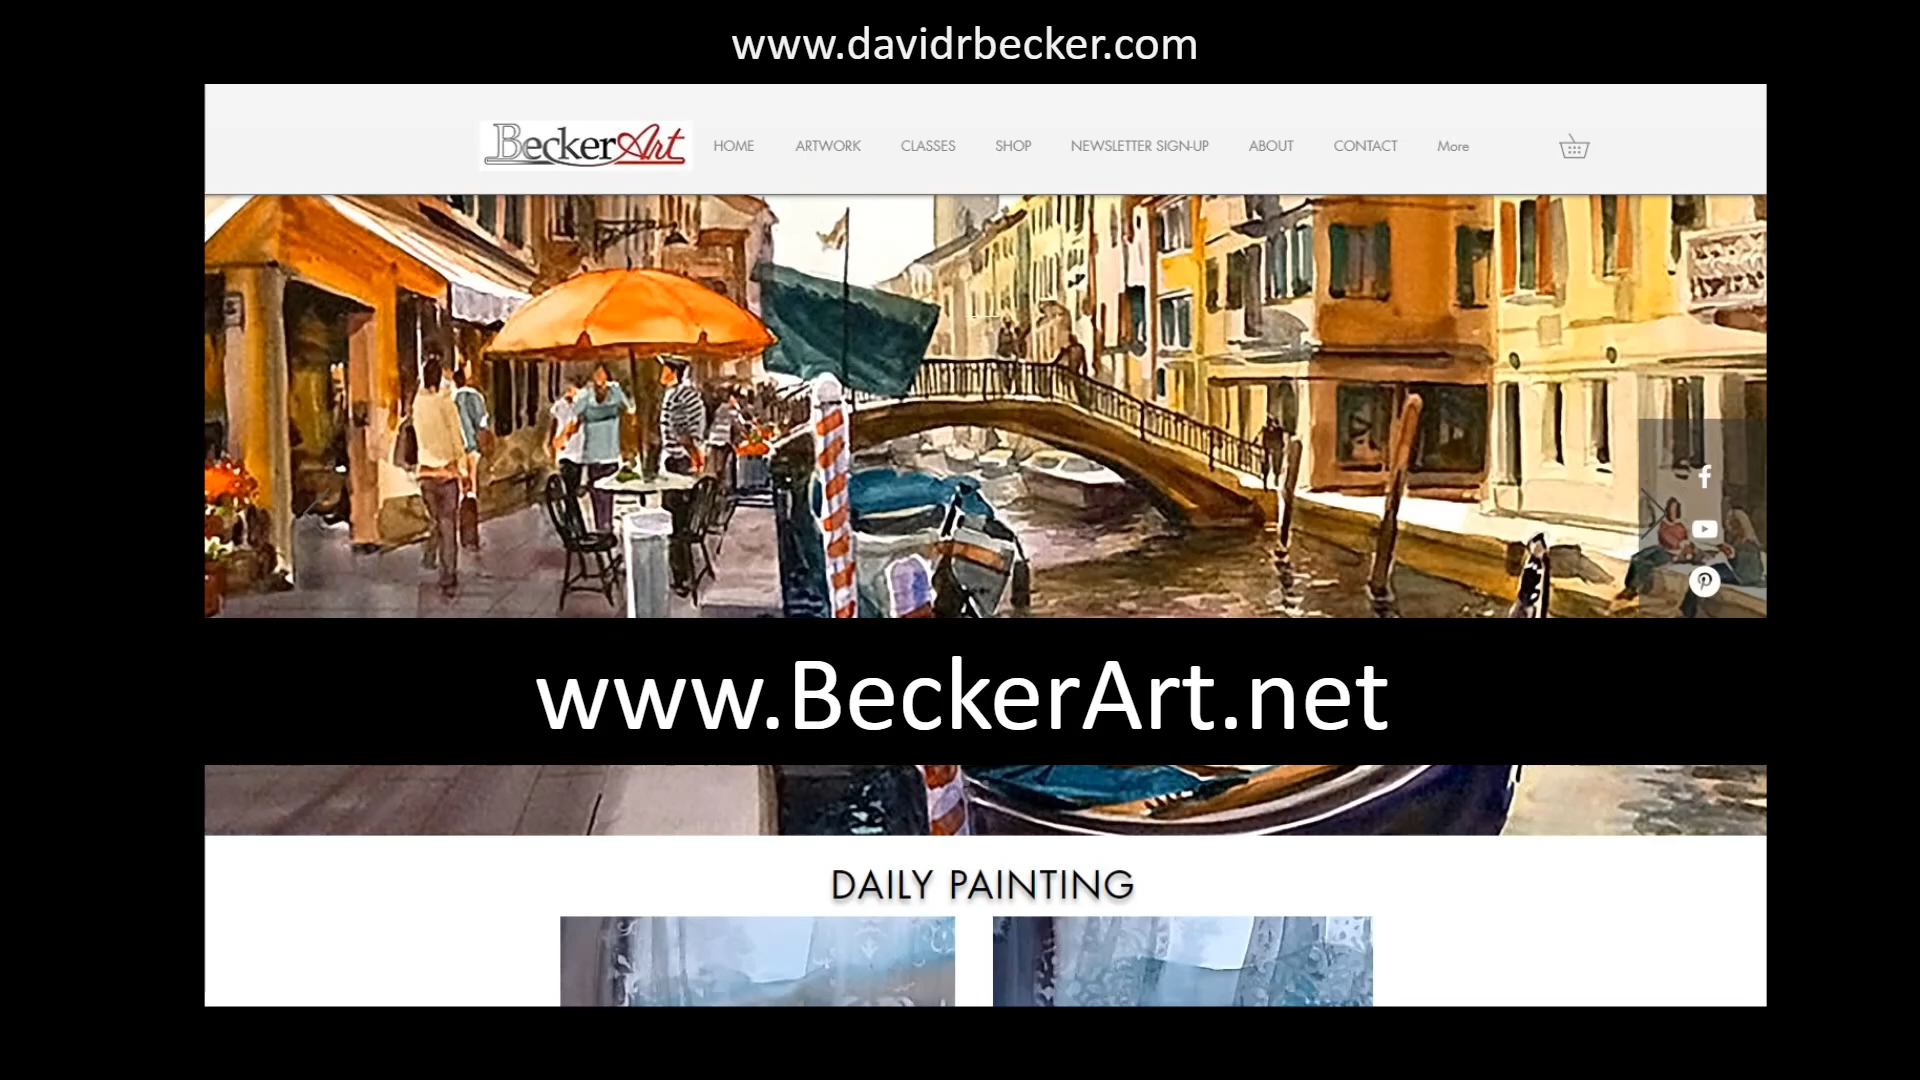 www.davidrbecker.com
BeckerArt HOME ARTWORK CLASSES SHOP NEWSLETTER SIGN-UP ABOUT CONTACT More
www.BeckerArt.net
DAILY PAINTING